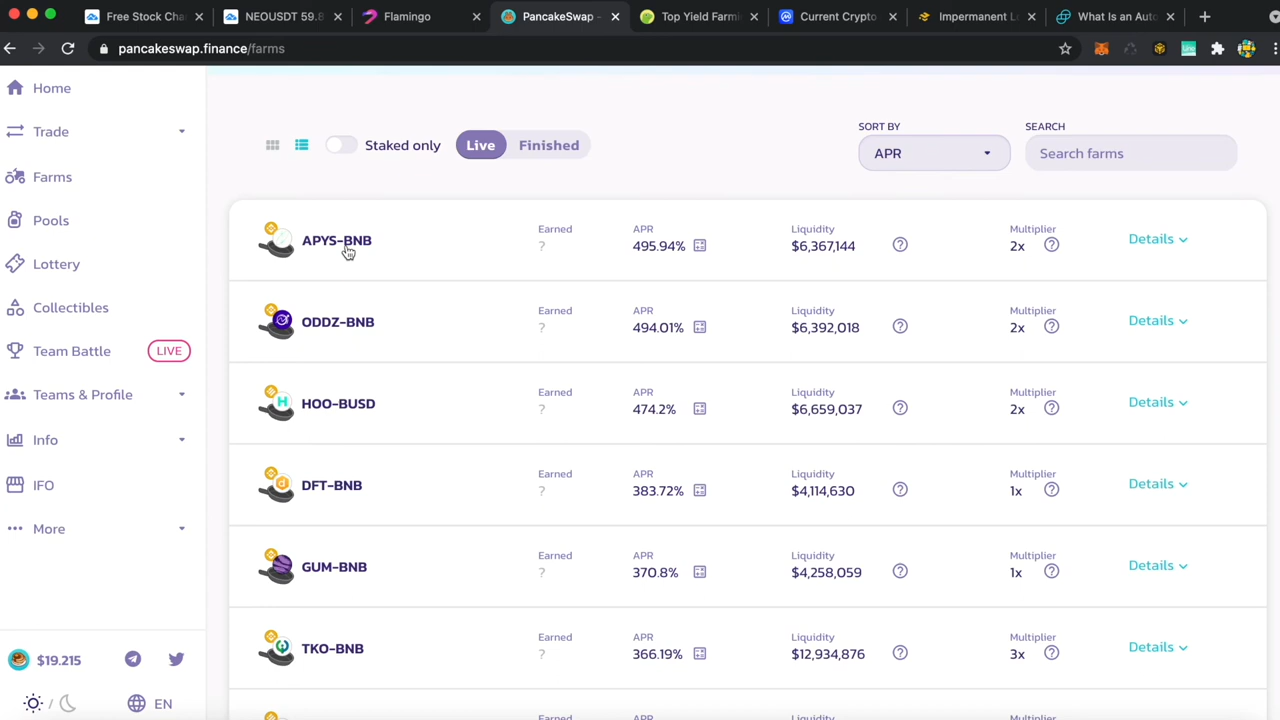 Free Stock Cha
NEOUSDT 59.8
Flamingo
PancakeSwap -
Top Yield Farmi
Current Crypto
Impermanent L
What Is an Auto
pancakeswap.finance/farms
Home
Trade
Farms
Pools
Lottery
Collectibles
Team Battle LIVE
Teams & Profile
Info
IFO
More
$19.215
/
EN
Staked only
Live
Finished
SORT BY
APR
SEARCH
Search farms
APYS-BNB
Earned
?
APR
495.94%
Liquidity
$6,367,144
Multiplier
2x
Details
ODDZ-BNB
Earned
?
APR
494.01%
Liquidity
$6,392,018
Multiplier
2x
Details
HOO-BUSD
Earned
?
APR
474.2%
Liquidity
$6,659,037
Multiplier
2x
Details
DFT-BNB
Earned
?
APR
383.72%
Liquidity
$4,114,630
Multiplier
1x
Details
GUM-BNB
Earned
?
APR
370.8%
Liquidity
$4,258,059
Multiplier
1x
Details
TKO-BNB
Earned
?
APR
366.19%
Liquidity
$12,934,876
Multiplier
3x
Details
Earned
APR
Liquidity
Multiplier